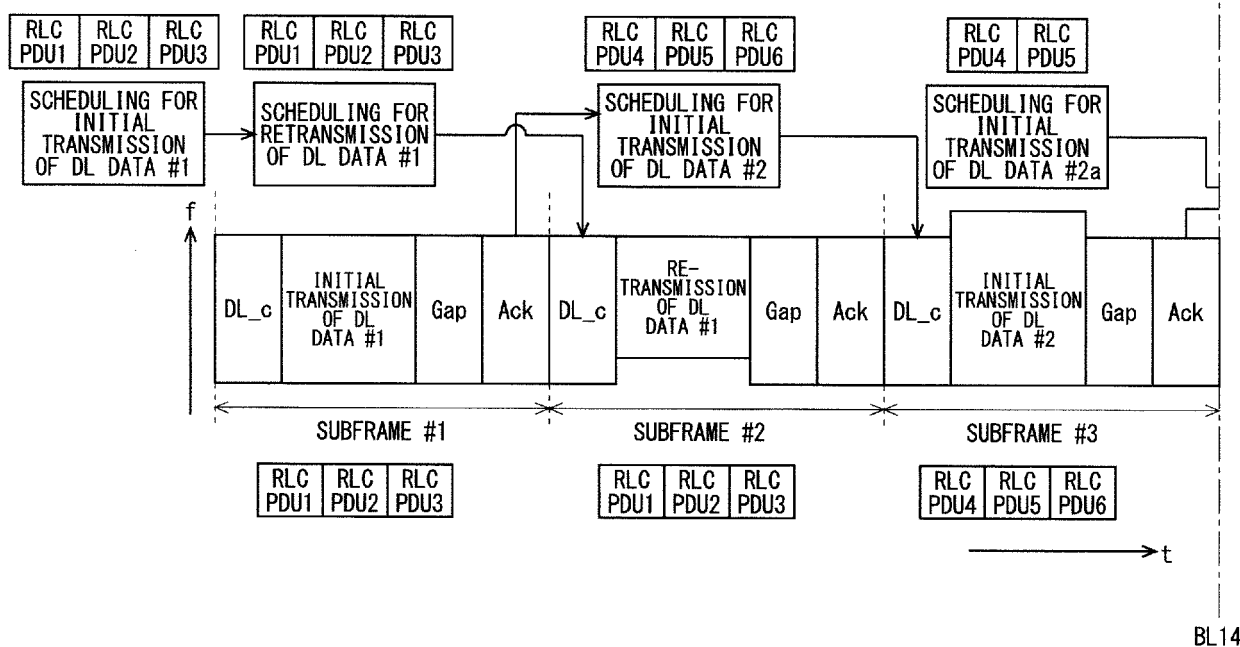 RLC PDU1 RLC PDU2 RLC PDU3
RLC PDU1 RLC PDU2 RLC PDU3
RLC PDU4 RLC PDU5 RLC PDU6
RLC PDU4 RLC PDU5
SCHEDULING FOR
INITIAL
TRANSMISSION
OF DL DATA #1
SCHEDULING FOR
RETRANSMISSION
OF DL DATA #1
SCHEDULING FOR
INITIAL
TRANSMISSION
OF DL DATA #2
SCHEDULING FOR
INITIAL
TRANSMISSION
OF DL DATA #2a
f
DL_c
INITIAL
TRANSMISSION
OF DL
DATA #1
Gap
Ack
DL_c
RE-
TRANSMISSION
OF DL
DATA #1
Gap
Ack
DL_c
INITIAL
TRANSMISSION
OF DL
DATA #2
Gap
Ack
SUBFRAME #1
SUBFRAME #2
SUBFRAME #3
RLC PDU1 RLC PDU2 RLC PDU3
RLC PDU1 RLC PDU2 RLC PDU3
RLC PDU4 RLC PDU5 RLC PDU6
t
BL14